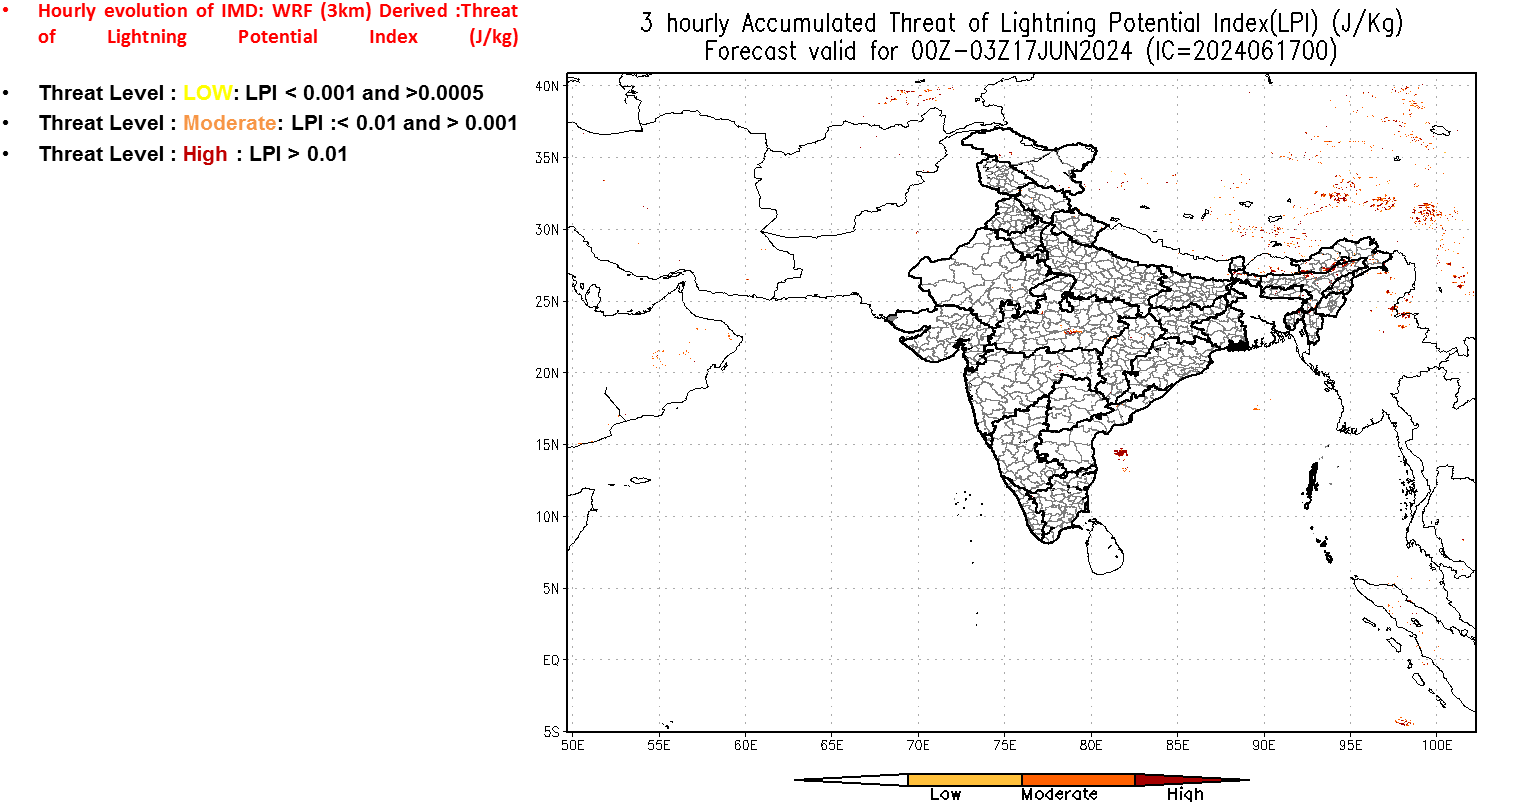 • Hourly evolution of IMD: WRF (3km) Derived :Threat
of Lightning Potential Index (J/kg)
• Threat Level : LOW: LPI < 0.001 and >0.0005
• Threat Level : Moderate: LPI :< 0.01 and > 0.001
• Threat Level : High : LPI > 0.01
3 hourly Accumulated Threat of Lightning Potential Index(LPI) (J/Kg)
Forecast valid for 00Z-03Z17JUN2024 (IC=2024061700)
40N
35N
30N
25N
20N
15N
10N
5N
EQ
5S
50E 55E 60E 65E 70E 75E 80E 85E 90E 95E 100E
Low Moderate High